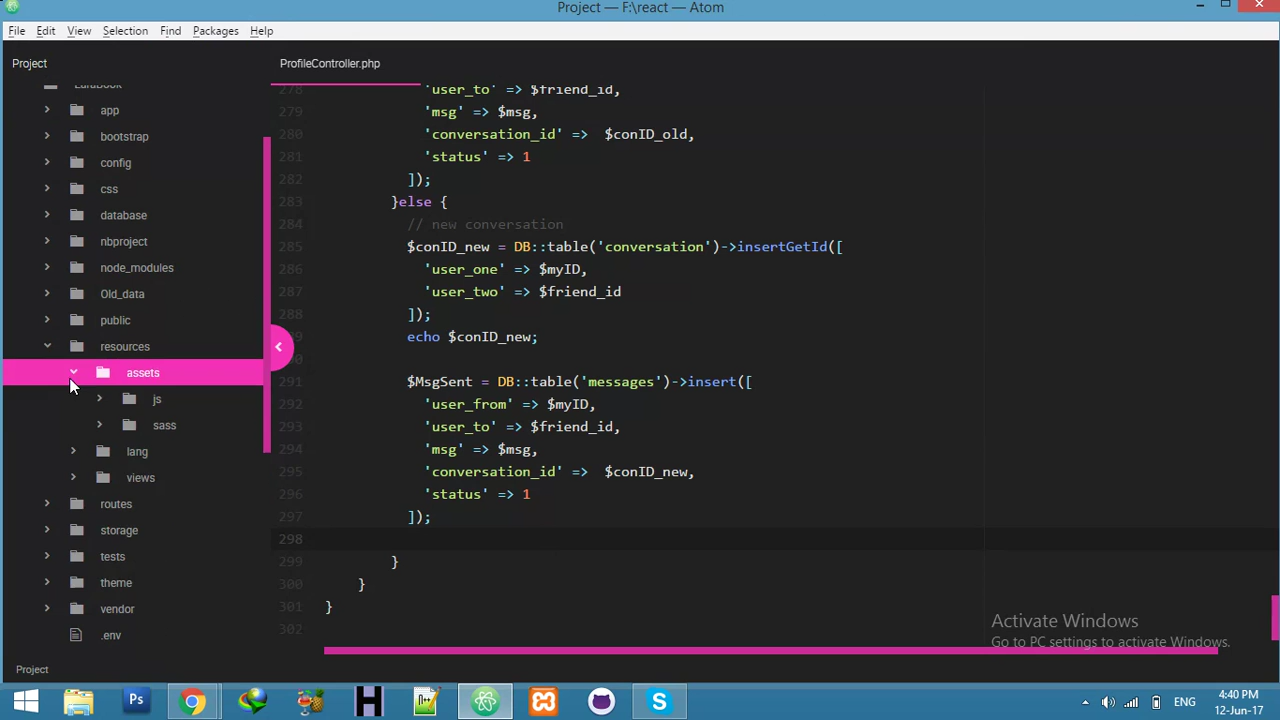 Project — F:\react — Atom
File Edit View Selection Find Packages Help
Project
ProfileController.php
LaraBook
app
bootstrap
config
css
database
nbproject
node_modules
Old_data
public
resources
assets
js
sass
lang
views
routes
storage
tests
theme
vendor
.env
Project
278 'user_to' => $friend_id,
279 'msg' => $msg,
280 'conversation_id' => $conID_old,
281 'status' => 1
282 ]);
283 }else {
284 // new conversation
285 $conID_new = DB::table('conversation')->insertGetId([
286 'user_one' => $myID,
287 'user_two' => $friend_id
288 ]);
echo $conID_new;
291 $MsgSent = DB::table('messages')->insert([
292 'user_from' => $myID,
293 'user_to' => $friend_id,
294 'msg' => $msg,
295 'conversation_id' => $conID_new,
296 'status' => 1
297 ]);
298
299 }
300 }
301 }
302
Activate Windows
Go to PC settings to activate Windows.
Ps
H
S
ENG
4:40 PM
12-Jun-17